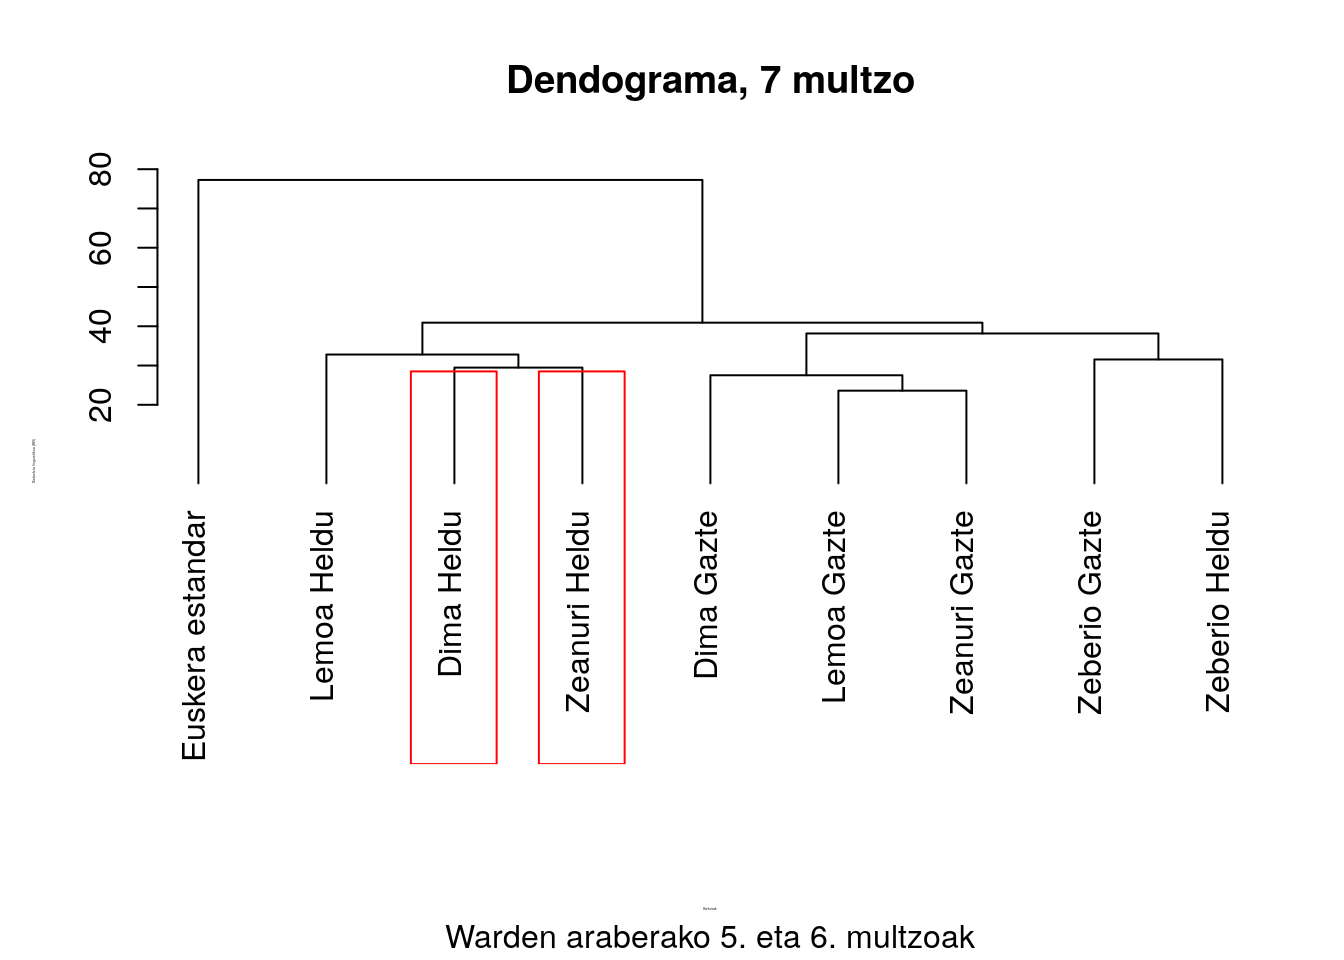 Dendograma, 7 multzo
80
60
40
20
Euskera estandar
Lemoa Heldu
Dima Heldu
Zeanuri Heldu
Dima Gazte
Lemoa Gazte
Zeanuri Gazte
Zeberio Gazte
Zeberio Heldu
Warden araberako 5. eta 6. multzoak